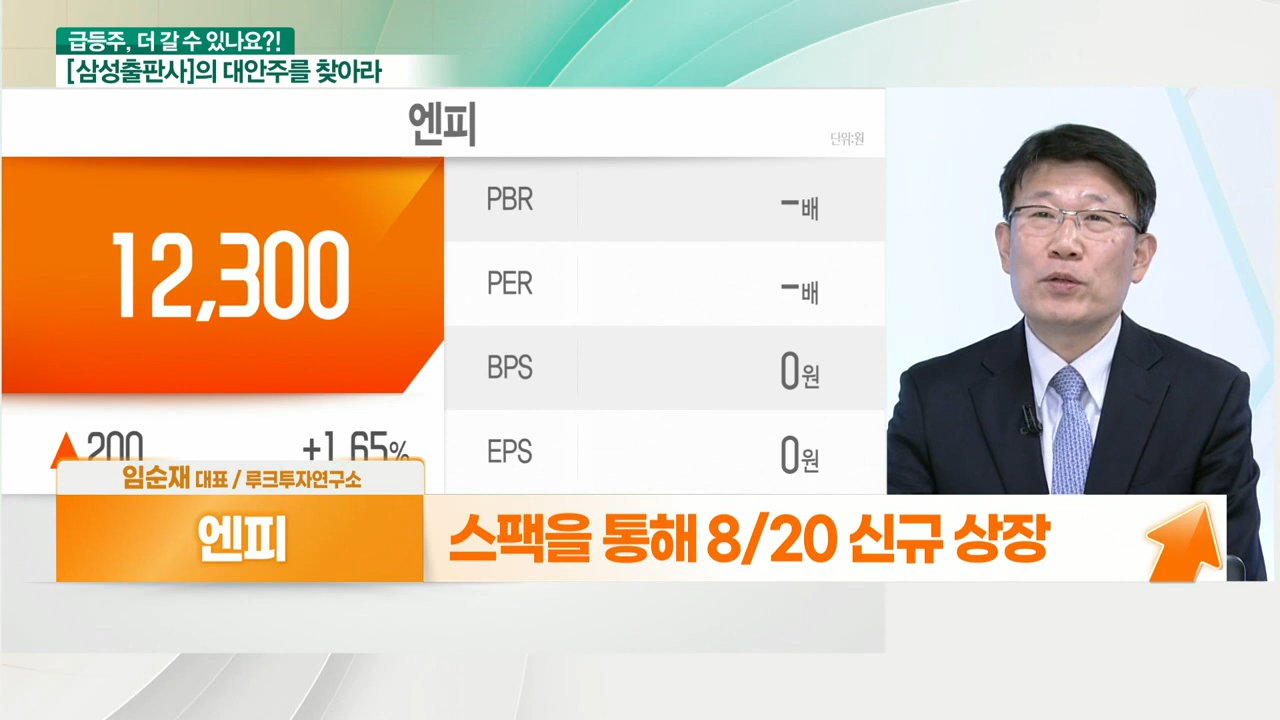 급등주, 더 갈 수 있나요?!
[삼성출판사]의 대안주를 찾아라
엔피
단위:원
12,300
▲200 +1.65%
PBR -배
PER -배
BPS 0원
EPS 0원
임순재 대표 / 루크투자연구소
엔피
스팩을 통해 8/20 신규 상장